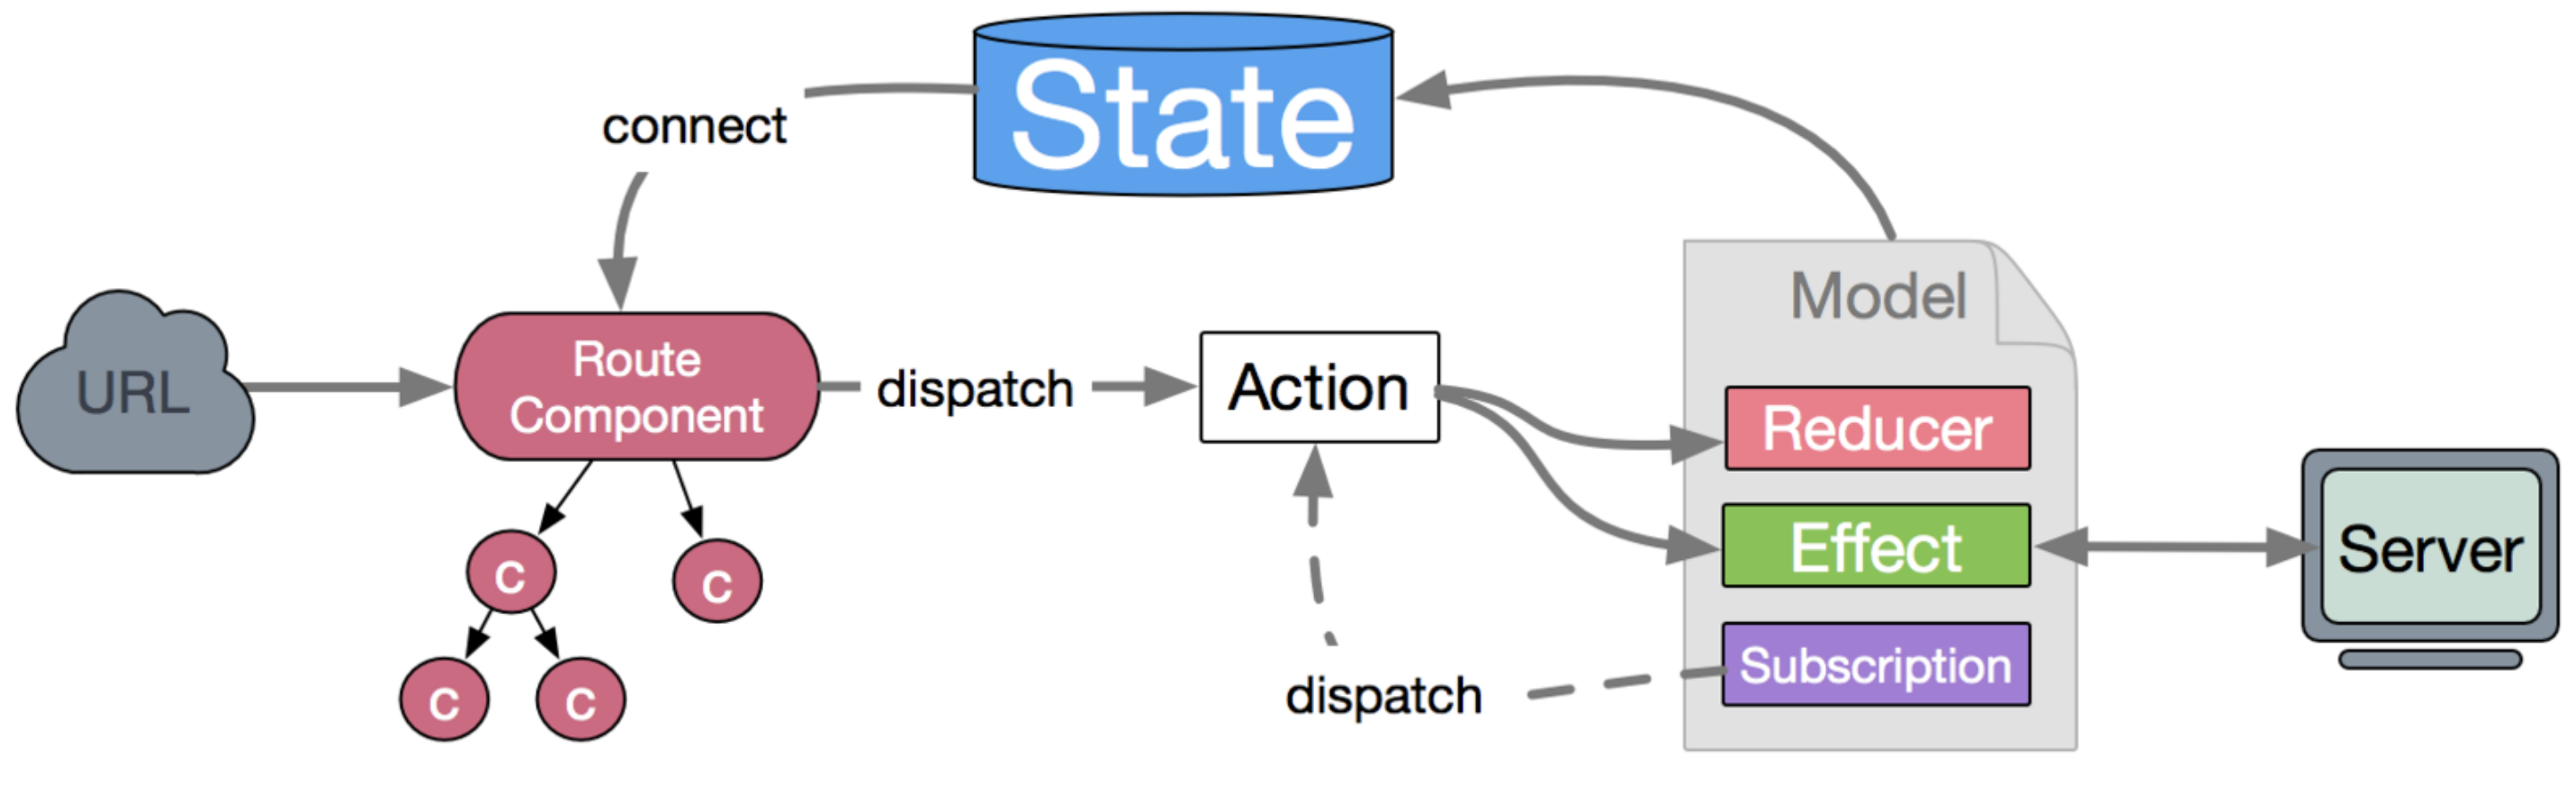 State
connect
URL
Route
Component
dispatch
Action
Model
Reducer
Effect
Subscription
Server
dispatch
C
C
C
C